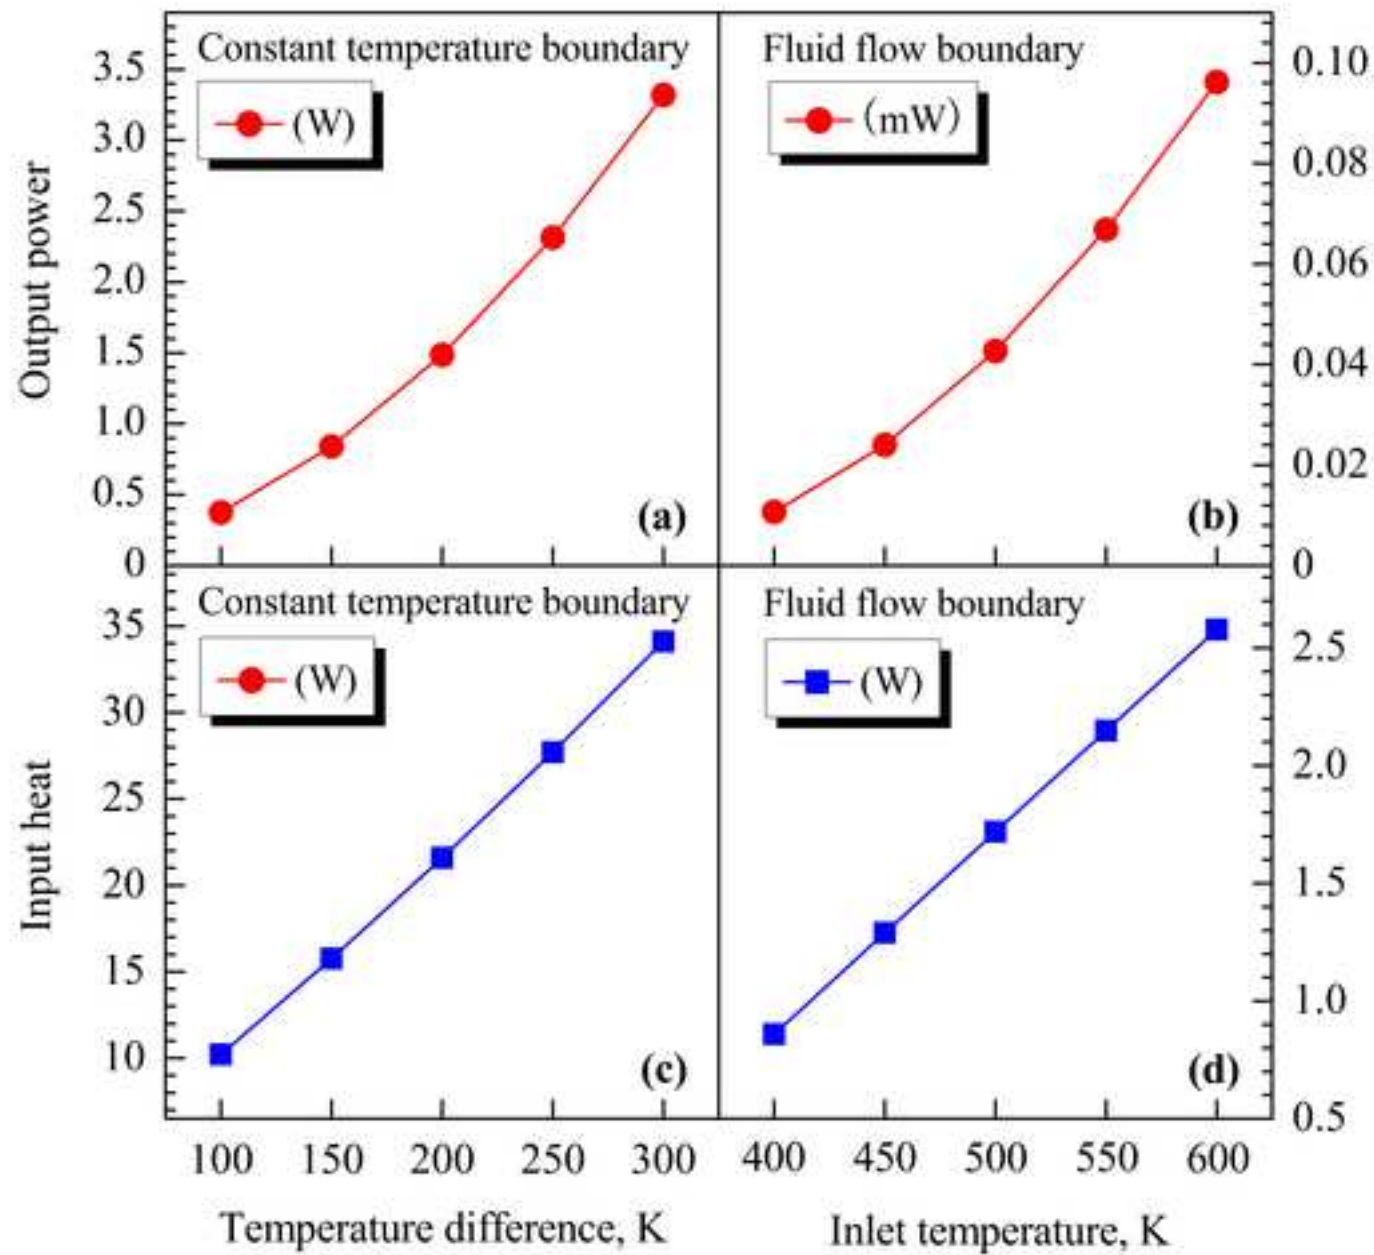 Output power
3.5
3.0
2.5
2.0
1.5
1.0
0.5
0
Constant temperature boundary
(W)
(a)
Fluid flow boundary
(mW)
(b)
0.10
0.08
0.06
0.04
0.02
0
Input heat
35
30
25
20
15
10
Constant temperature boundary
(W)
(c)
Fluid flow boundary
(W)
(d)
2.5
2.0
1.5
1.0
0.5
100 150 200 250 300
400 450 500 550 600
Temperature difference, K
Inlet temperature, K